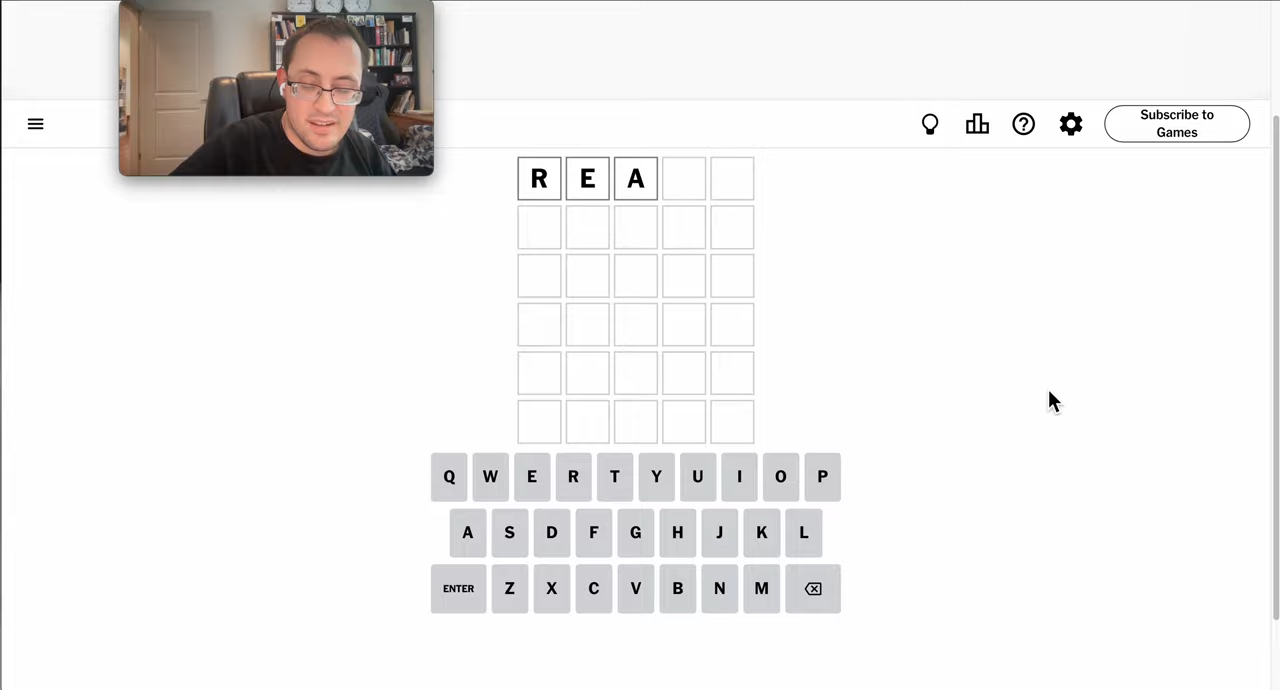 Subscribe to
Games
R E A
Q W E R T Y U I O P
A S D F G H J K L
ENTER Z X C V B N M